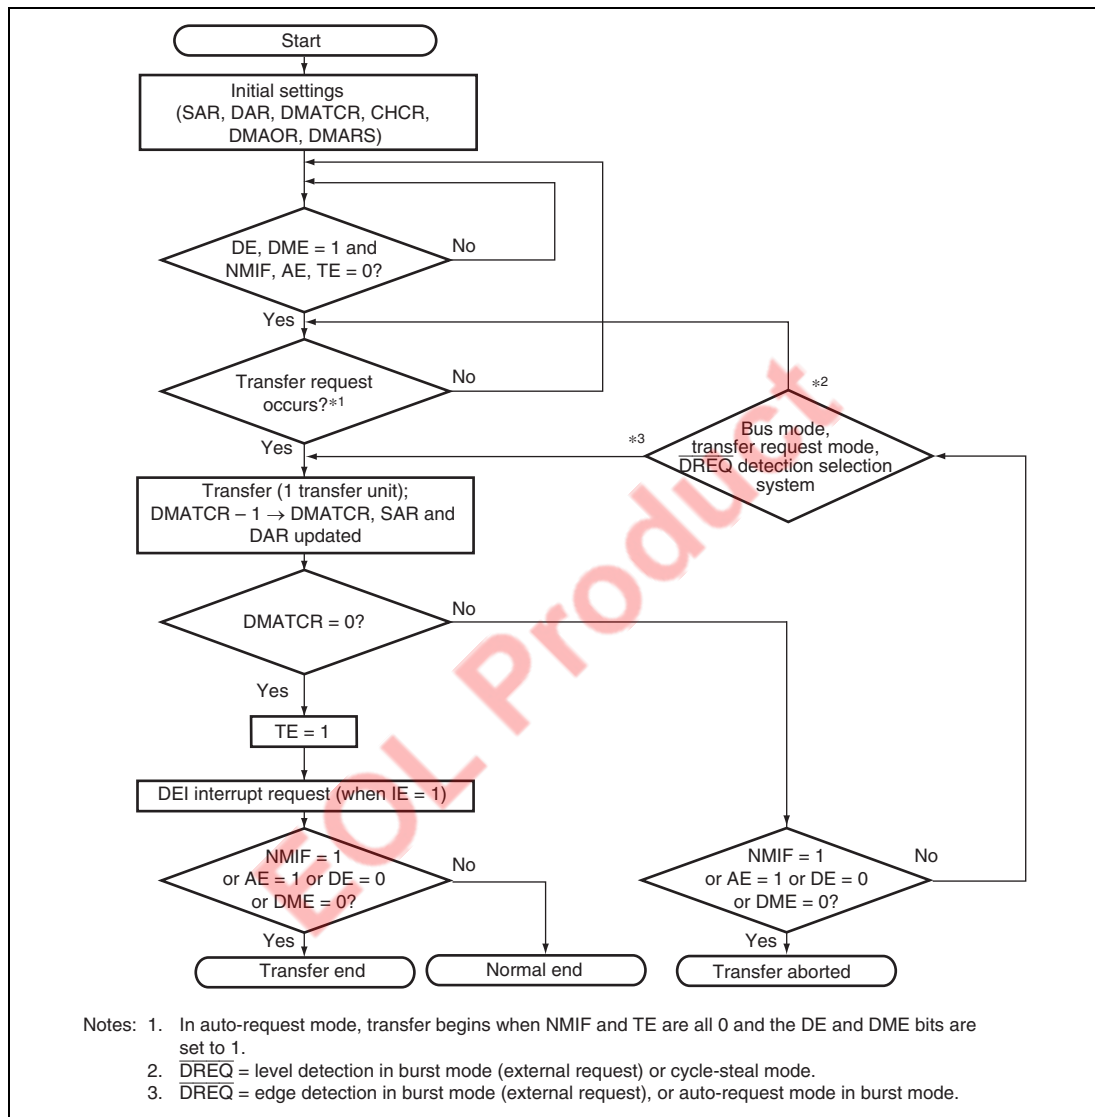 Start
Initial settings
(SAR, DAR, DMATCR, CHCR,
DMAOR, DMARS)
DE, DME = 1 and
NMIF, AE, TE = 0?
No
Yes
Transfer request
occurs?*1
No
Yes
*2
*3
Bus mode,
transfer request mode,
DREQ detection selection
system
Transfer (1 transfer unit);
DMATCR – 1 → DMATCR, SAR and
DAR updated
DMATCR = 0?
No
Yes
TE = 1
DEI interrupt request (when IE = 1)
NMIF = 1
or AE = 1 or DE = 0
or DME = 0?
No
Yes
NMIF = 1
or AE = 1 or DE = 0
or DME = 0?
No
Yes
Transfer end
Normal end
Transfer aborted
EOL Product
Notes: 1. In auto-request mode, transfer begins when NMIF and TE are all 0 and the DE and DME bits are
set to 1.
2. DREQ = level detection in burst mode (external request) or cycle-steal mode.
3. DREQ = edge detection in burst mode (external request), or auto-request mode in burst mode.